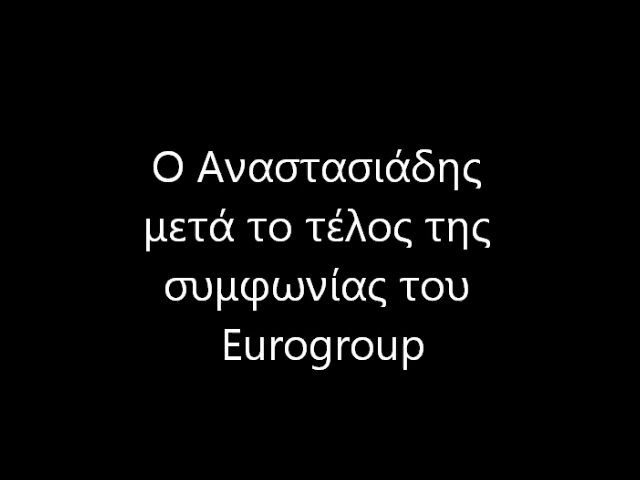 Ο Αναστασιάδης
μετά το τέλος της
συμφωνίας του
Eurogroup